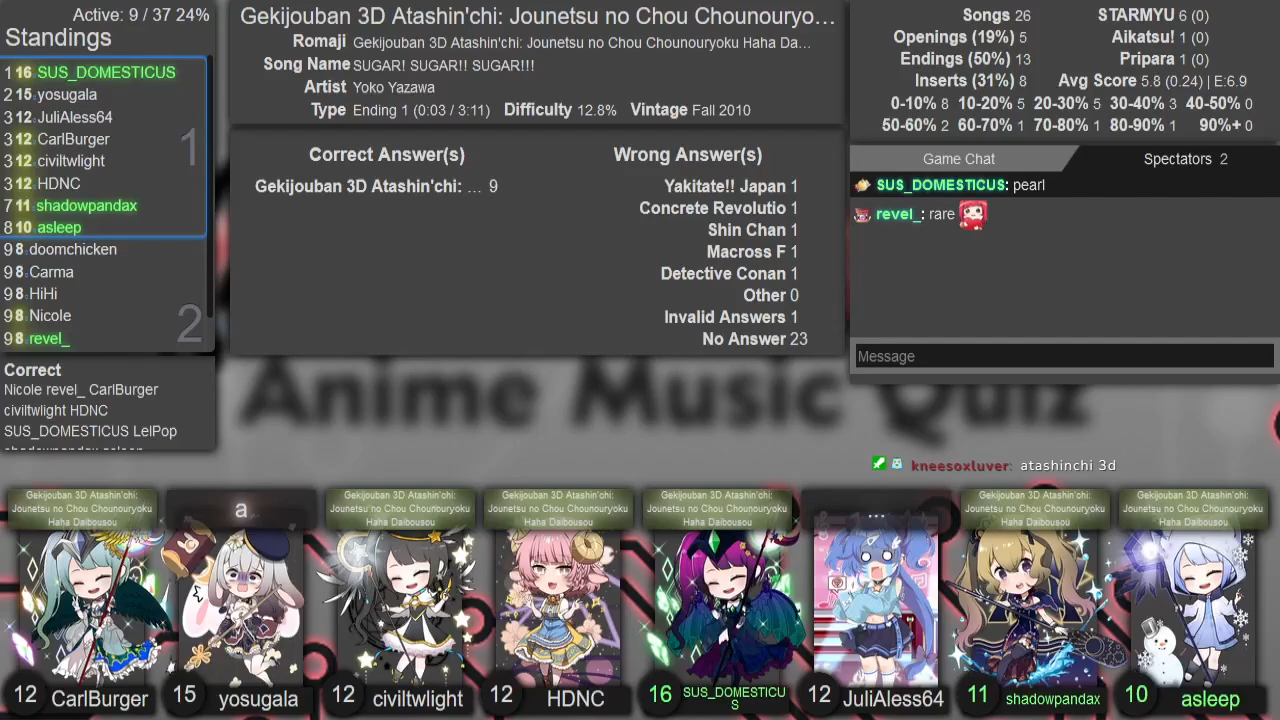 Active: 9 / 37 24%
Standings
1 16 SUS_DOMESTICUS
2 15 yosugala
3 12 JuliAless64
3 12 CarlBurger
3 12 civiltwlight
3 12 HDNC
7 11 shadowpandax
8 10 asleep
1
9 8 doomchicken
9 8 Carma
9 8 HiHi
9 8 Nicole
9 8 revel_
2
Correct
Nicole revel_ CarlBurger
civiltwlight HDNC
SUS_DOMESTICUS LelPop
shadowpandax asleep
Gekijouban 3D Atashin'chi: Jounetsu no Chou Chounouryo...
Romaji Gekijouban 3D Atashin'chi: Jounetsu no Chou Chounouryoku Haha Da...
Song Name SUGAR! SUGAR!! SUGAR!!!
Artist Yoko Yazawa
Type Ending 1 (0:03 / 3:11) Difficulty 12.8% Vintage Fall 2010
Correct Answer(s)
Gekijouban 3D Atashin'chi: ... 9
Wrong Answer(s)
Yakitate!! Japan 1
Concrete Revolutio 1
Shin Chan 1
Macross F 1
Detective Conan 1
Other 0
Invalid Answers 1
No Answer 23
Songs 26 STARMYU 6 (0)
Openings (19%) 5 Aikatsu! 1 (0)
Endings (50%) 13 Pripara 1 (0)
Inserts (31%) 8 Avg Score 5.8 (0.24) | E:6.9
0-10% 8 10-20% 5 20-30% 5 30-40% 3 40-50% 0
50-60% 2 60-70% 1 70-80% 1 80-90% 1 90%+ 0
Game Chat Spectators 2
SUS_DOMESTICUS: pearl
revel_: rare
Message
Anime Music Quiz
kneesoxluver: atashinchi 3d
Gekijouban 3D Atashin'chi:
Jounetsu no Chou Chounouryoku
Haha Daibousou
a
Gekijouban 3D Atashin'chi:
Jounetsu no Chou Chounouryoku
Haha Daibousou
Gekijouban 3D Atashin'chi:
Jounetsu no Chou Chounouryoku
Haha Daibousou
Gekijouban 3D Atashin'chi:
Jounetsu no Chou Chounouryoku
Haha Daibousou
...
Gekijouban 3D Atashin'chi:
Jounetsu no Chou Chounouryoku
Haha Daibousou
Gekijouban 3D Atashin'chi:
Jounetsu no Chou Chounouryoku
Haha Daibousou
12 CarlBurger
15 yosugala
12 civiltwlight
12 HDNC
16 SUS_DOMESTICU
S
12 JuliAless64
11 shadowpandax
10 asleep